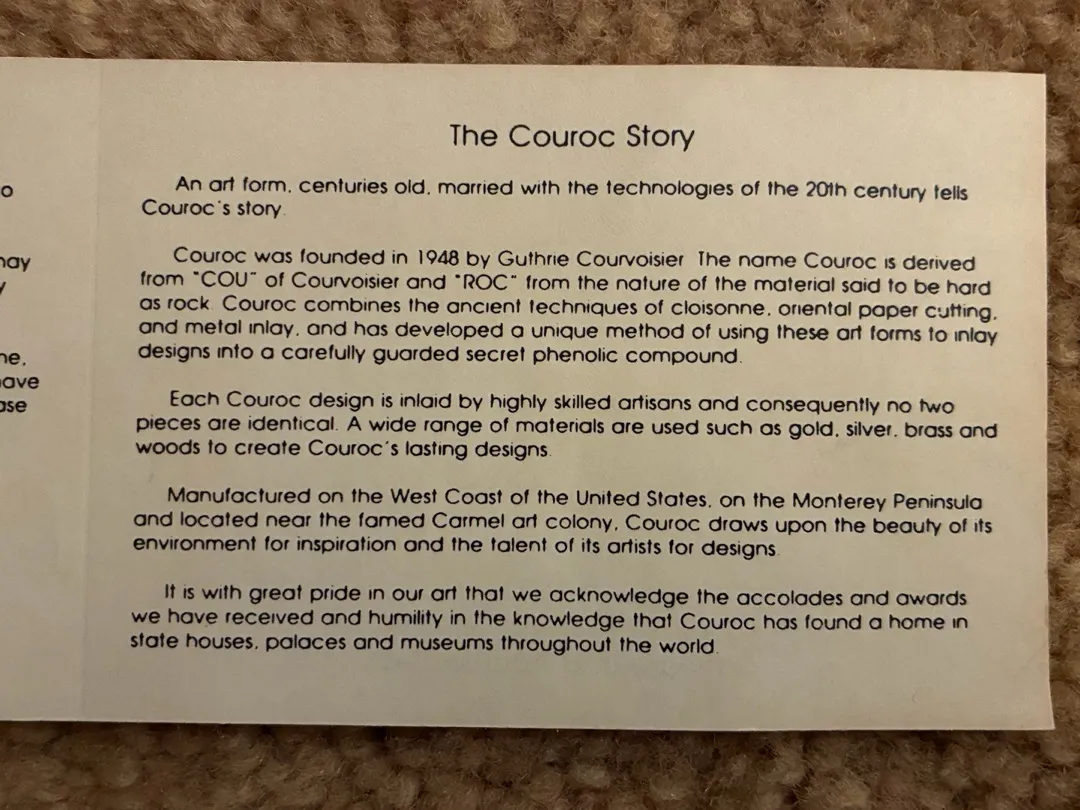 The Couroc Story
An art form, centuries old, married with the technologies of the 20th century tells
Couroc's story.
Couroc was founded in 1948 by Guthrie Courvoisier The name Couroc is derived
from "COU" of Courvoisier and "ROC" from the nature of the material said to be hard
as rock. Couroc combines the ancient techniques of cloisonne, oriental paper cutting,
and metal inlay, and has developed a unique method of using these art forms to inlay
designs into a carefully guarded secret phenolic compound.
Each Couroc design is inlaid by highly skilled artisans and consequently no two
pieces are identical. A wide range of materials are used such as gold, silver, brass and
woods to create Couroc's lasting designs.
Manufactured on the West Coast of the United States, on the Monterey Peninsula
and located near the famed Carmel art colony, Couroc draws upon the beauty of its
environment for inspiration and the talent of its artists for designs.
It is with great pride in our art that we acknowledge the accolades and awards
we have received and humility in the knowledge that Couroc has found a home in
state houses, palaces and museums throughout the world.